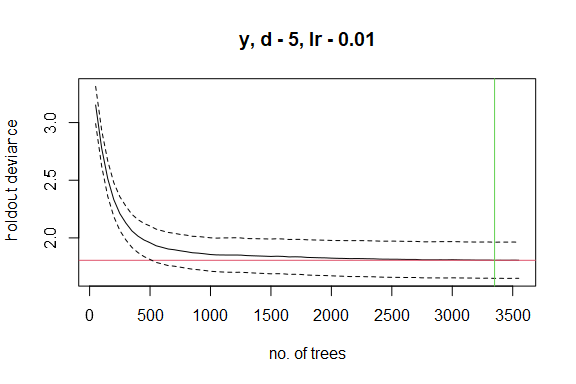 y, d - 5, lr - 0.01
holdout deviance
3.0
2.5
2.0
0 500 1000 1500 2000 2500 3000 3500
no. of trees